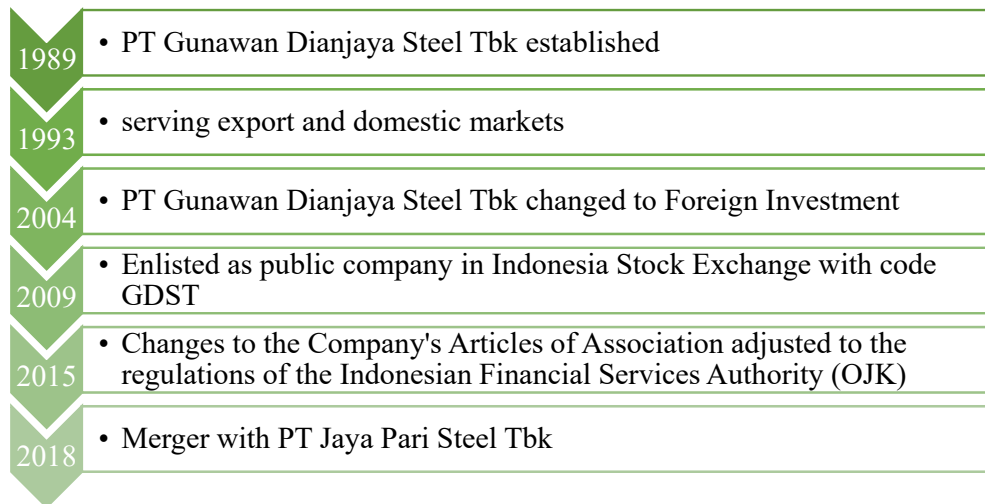 1989
• PT Gunawan Dianjaya Steel Tbk established
1993
• serving export and domestic markets
2004
• PT Gunawan Dianjaya Steel Tbk changed to Foreign Investment
2009
• Enlisted as public company in Indonesia Stock Exchange with code
GDST
2015
• Changes to the Company's Articles of Association adjusted to the
regulations of the Indonesian Financial Services Authority (OJK)
2018
• Merger with PT Jaya Pari Steel Tbk